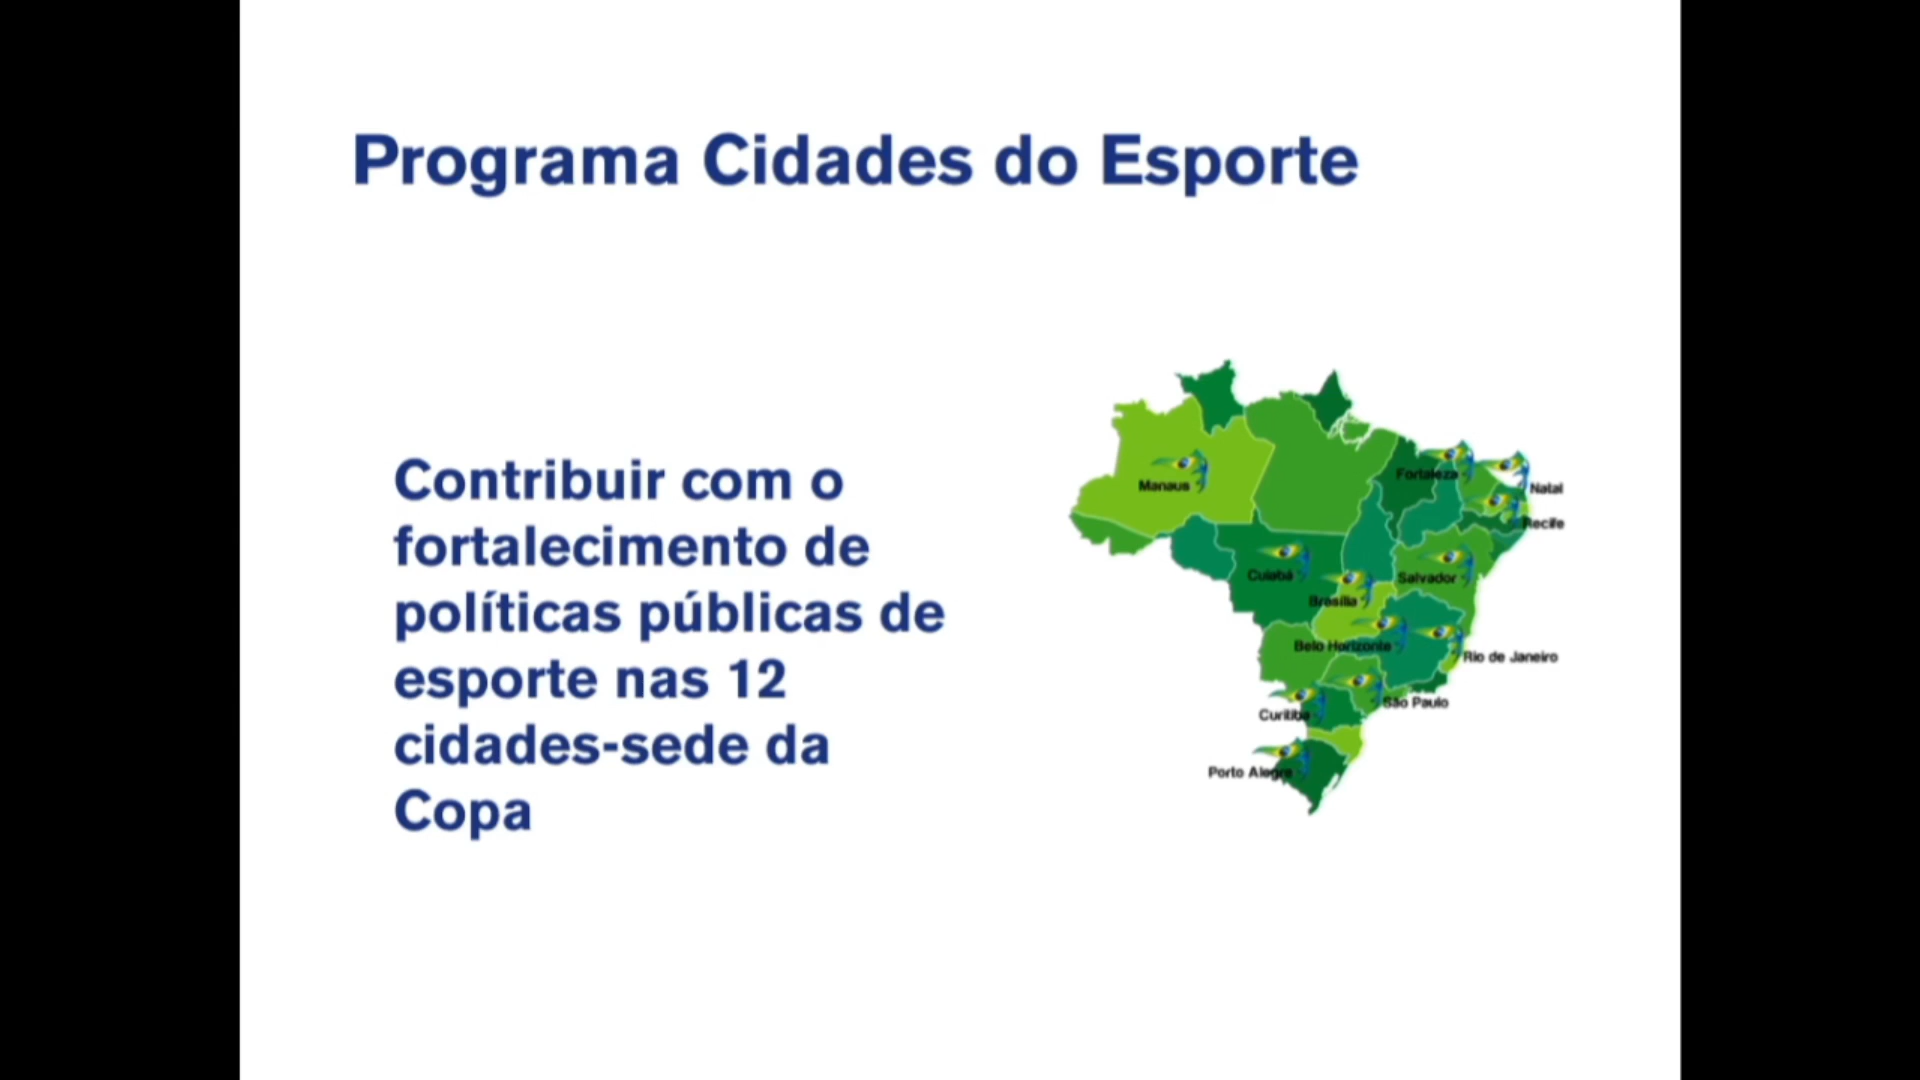 Programa Cidades do Esporte
Contribuir com o
fortalecimento de
políticas públicas de
esporte nas 12
cidades-sede da
Copa
Manaus
Fortaleza
Natal
Recife
Cuiabá
Salvador
Brasília
Belo Horizonte
Rio de Janeiro
São Paulo
Curitiba
Porto Alegre